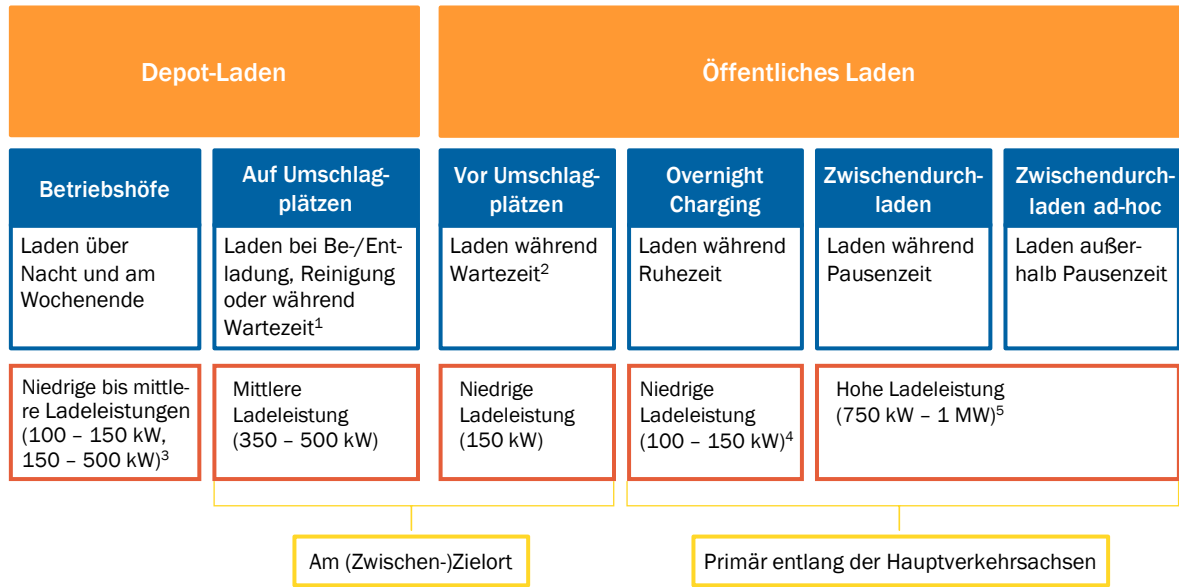 Depot-Laden
Öffentliches Laden
Betriebshöfe
Auf Umschlag-
plätzen
Vor Umschlag-
plätzen
Overnight
Charging
Zwischendurch-
laden
Zwischendurch-
laden ad-hoc
Laden über
Nacht und am
Wochenende
Laden bei Be-/Ent-
ladung, Reinigung
oder während
Wartezeit¹
Laden während
Wartezeit²
Laden während
Ruhezeit
Laden während
Pausenzeit
Laden außer-
halb Pausenzeit
Niedrige bis mittle-
re Ladeleistungen
(100 – 150 kW,
150 – 500 kW)³
Mittlere
Ladeleistung
(350 – 500 kW)
Niedrige
Ladeleistung
(150 kW)
Niedrige
Ladeleistung
(100 – 150 kW)⁴
Hohe Ladeleistung
(750 kW – 1 MW)⁵
Am (Zwischen-)Zielort
Primär entlang der Hauptverkehrsachsen